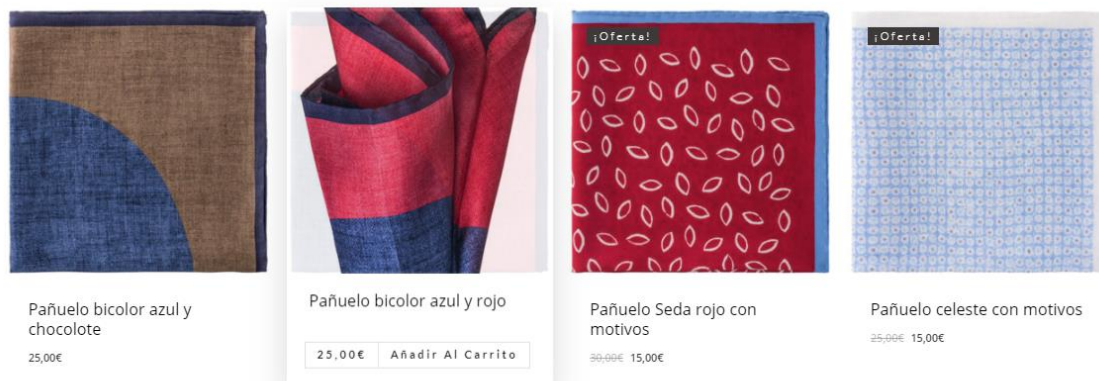 Pañuelo bicolor azul y
chocolote
25,00€
Pañuelo bicolor azul y rojo
25,00€ Añadir Al Carrito
¡Oferta!
Pañuelo Seda rojo con
motivos
30,00€ 15,00€
¡Oferta!
Pañuelo celeste con motivos
25,00€ 15,00€